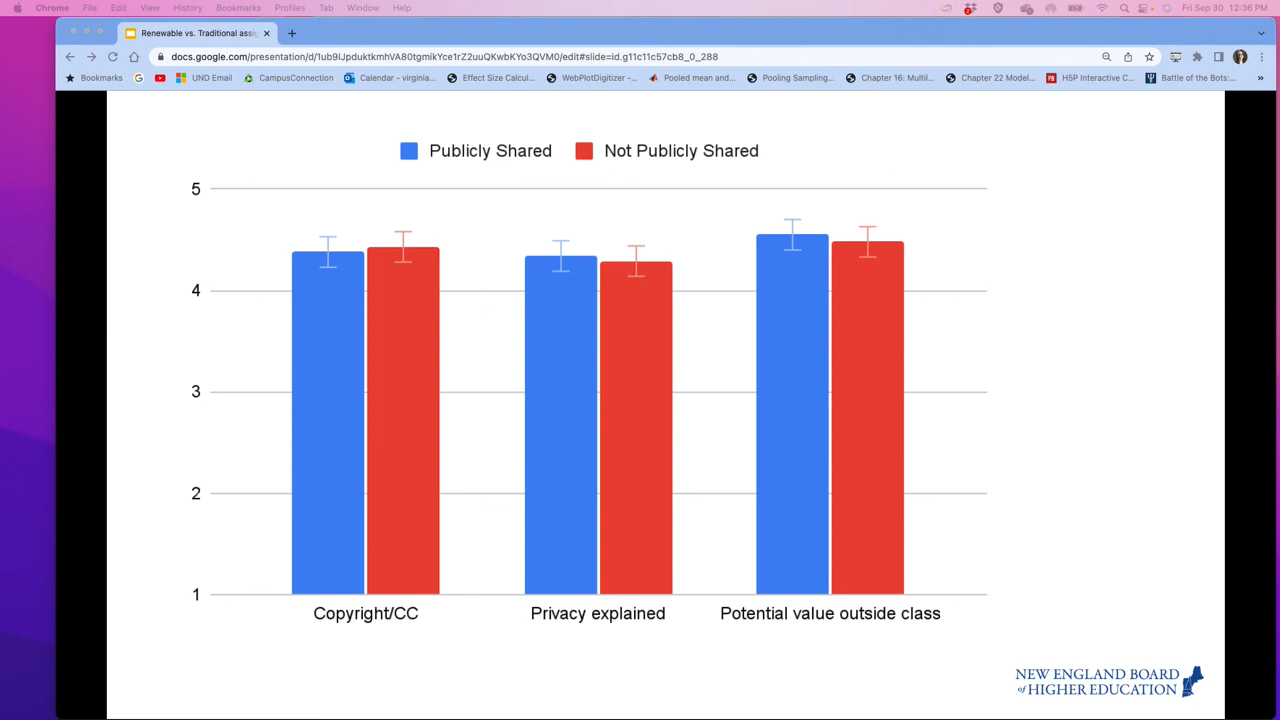 Chrome File Edit View History Bookmarks Profiles Tab Window Help Fri Sep 30 12:36 PM
Renewable vs. Traditional assig
docs.google.com/presentation/d/1ub9IJpduktkmhVA80tgmikYce1rZ2uuQKwbKYo3QVM0/edit#slide=id.g11c11c57cb8_0_288
Bookmarks UND Email CampusConnection Calendar - virginia... Effect Size Calcul... WebPlotDigitizer -... Pooled mean and... Pooling Sampling... Chapter 16: Multil... Chapter 22 Model... H5P Interactive C... Battle of the Bots:... »
Publicly Shared Not Publicly Shared
5
4
3
2
1
Copyright/CC Privacy explained Potential value outside class
NEW ENGLAND BOARD
of HIGHER EDUCATION